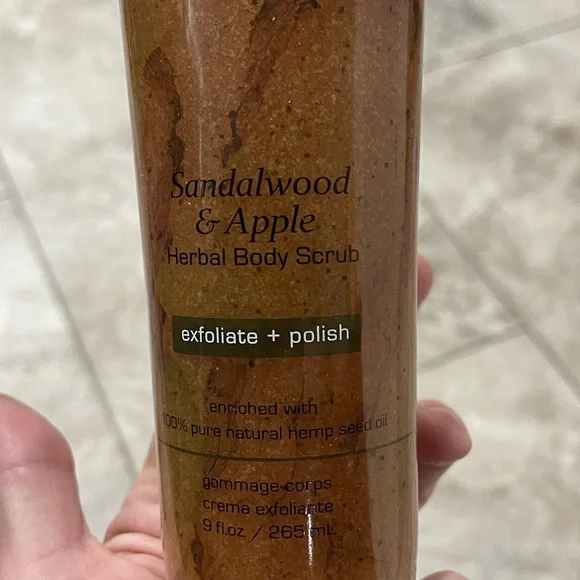 Sandalwood
& Apple
Herbal Body Scrub
exfoliate + polish
enriched with
100% pure natural hemp seed oil
gommage corps
crema exfoliante
9 fl.oz. / 265 mL